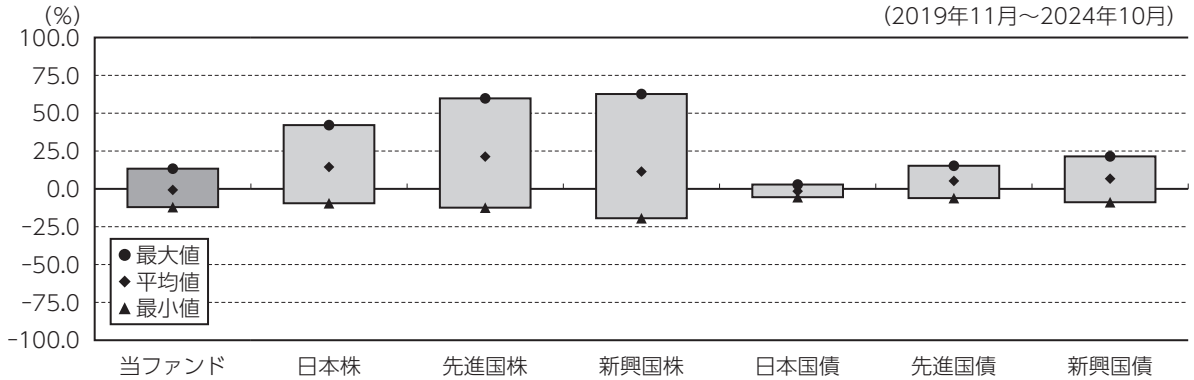 (%)
(2019年11月～2024年10月)
100.0
75.0
50.0
25.0
0.0
-25.0
-50.0
-75.0
-100.0
●最大値
◆平均値
▲最小値
当ファンド 日本株 先進国株 新興国株 日本国債 先進国債 新興国債